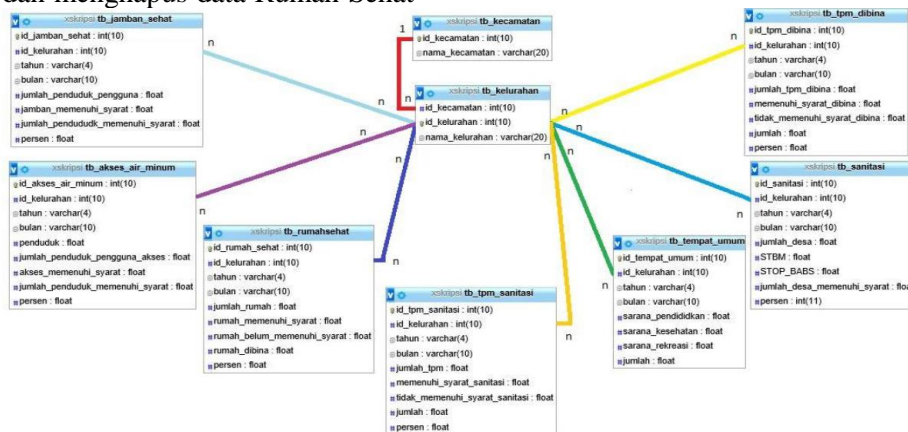 dan menghapus data Rumah Sehat
xskripsi tb_jamban_sehat
id_jamban_sehat : int(10)
id_kelurahan : int(10)
tahun : varchar(4)
bulan : varchar(10)
jumlah_penduduk_pengguna : float
jamban_memenuhi_syarat : float
jumlah_pendududk_memenuhi_syarat : float
persen : float
n
n
1
xskripsi tb_kecamatan
id_kecamatan : int(10)
nama_kecamatan : varchar(20)
n
xskripsi tb_kelurahan
id_kecamatan : int(10)
id_kelurahan : int(10)
nama_kelurahan : varchar(20)
n
n
xskripsi tb_tpm_dibina
id_tpm_dibina : int(10)
id_kelurahan : int(10)
tahun : varchar(4)
bulan : varchar(10)
jumlah_tpm_dibina : float
memenuhi_syarat_dibina : float
tidak_memenuhi_syarat_dibina : float
jumlah : float
persen : float
xskripsi tb_akses_air_minum
id_akses_air_minum : int(10)
id_kelurahan : int(10)
tahun : varchar(4)
bulan : varchar(10)
penduduk : float
jumlah_penduduk_pengguna_akses : float
akses_memenuhi_syarat : float
jumlah_penduduk_memenuhi_syarat : float
persen : float
n
n
n
n
n
n
n
xskripsi tb_sanitasi
id_sanitasi : int(10)
id_kelurahan : int(10)
tahun : varchar(4)
bulan : varchar(10)
jumlah_desa : float
STBM : float
STOP_BABS : float
jumlah_desa_memenuhi_syarat : float
persen : int(11)
xskripsi tb_rumahsehat
id_rumah_sehat : int(10)
id_kelurahan : int(10)
tahun : varchar(4)
bulan : varchar(10)
jumlah_rumah : float
rumah_memenuhi_syarat : float
rumah_belum_memenuhi_syarat : float
rumah_dibina : float
persen : float
n
xskripsi tb_tempat_umum
id_tempat_umum : int(10)
id_kelurahan : int(10)
tahun : varchar(4)
bulan : varchar(10)
sarana_pendididkan : float
sarana_kesehatan : float
sarana_rekreasi : float
jumlah : float
n
xskripsi tb_tpm_sanitasi
id_tpm_sanitasi : int(10)
id_kelurahan : int(10)
tahun : varchar(4)
bulan : varchar(10)
jumlah_tpm : float
memenuhi_syarat_sanitasi : float
tidak_memenuhi_syarat_sanitasi : float
jumlah : float
persen : float
n